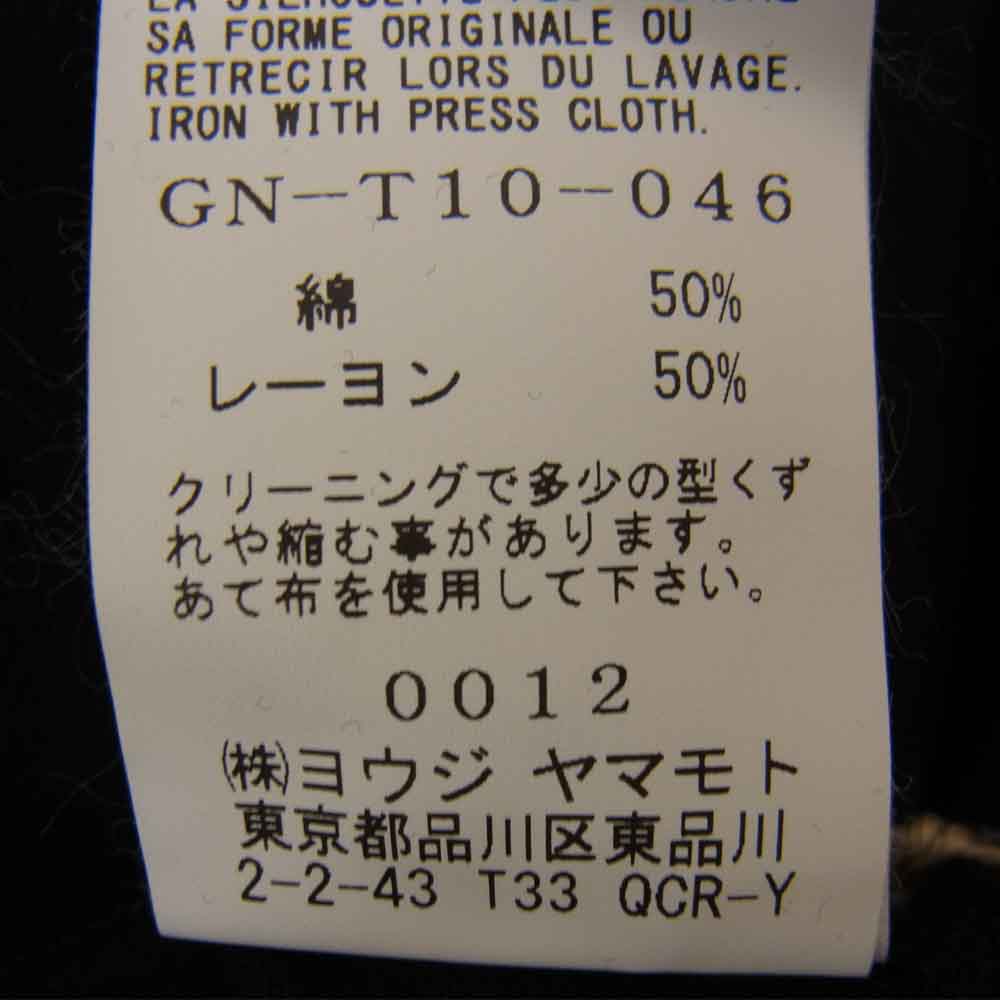 LA SILHOUETTE PEUT PERDRE
SA FORME ORIGINALE OU
RETRECIR LORS DU LAVAGE.
IRON WITH PRESS CLOTH.
GN-T10-046
綿 50%
レーヨン 50%
クリーニングで多少の型くず
れや縮む事があります。
あて布を使用して下さい。
0012
(株)ヨウジ ヤマモト
東京都品川区東品川
2-2-43 T33 QCR-Y